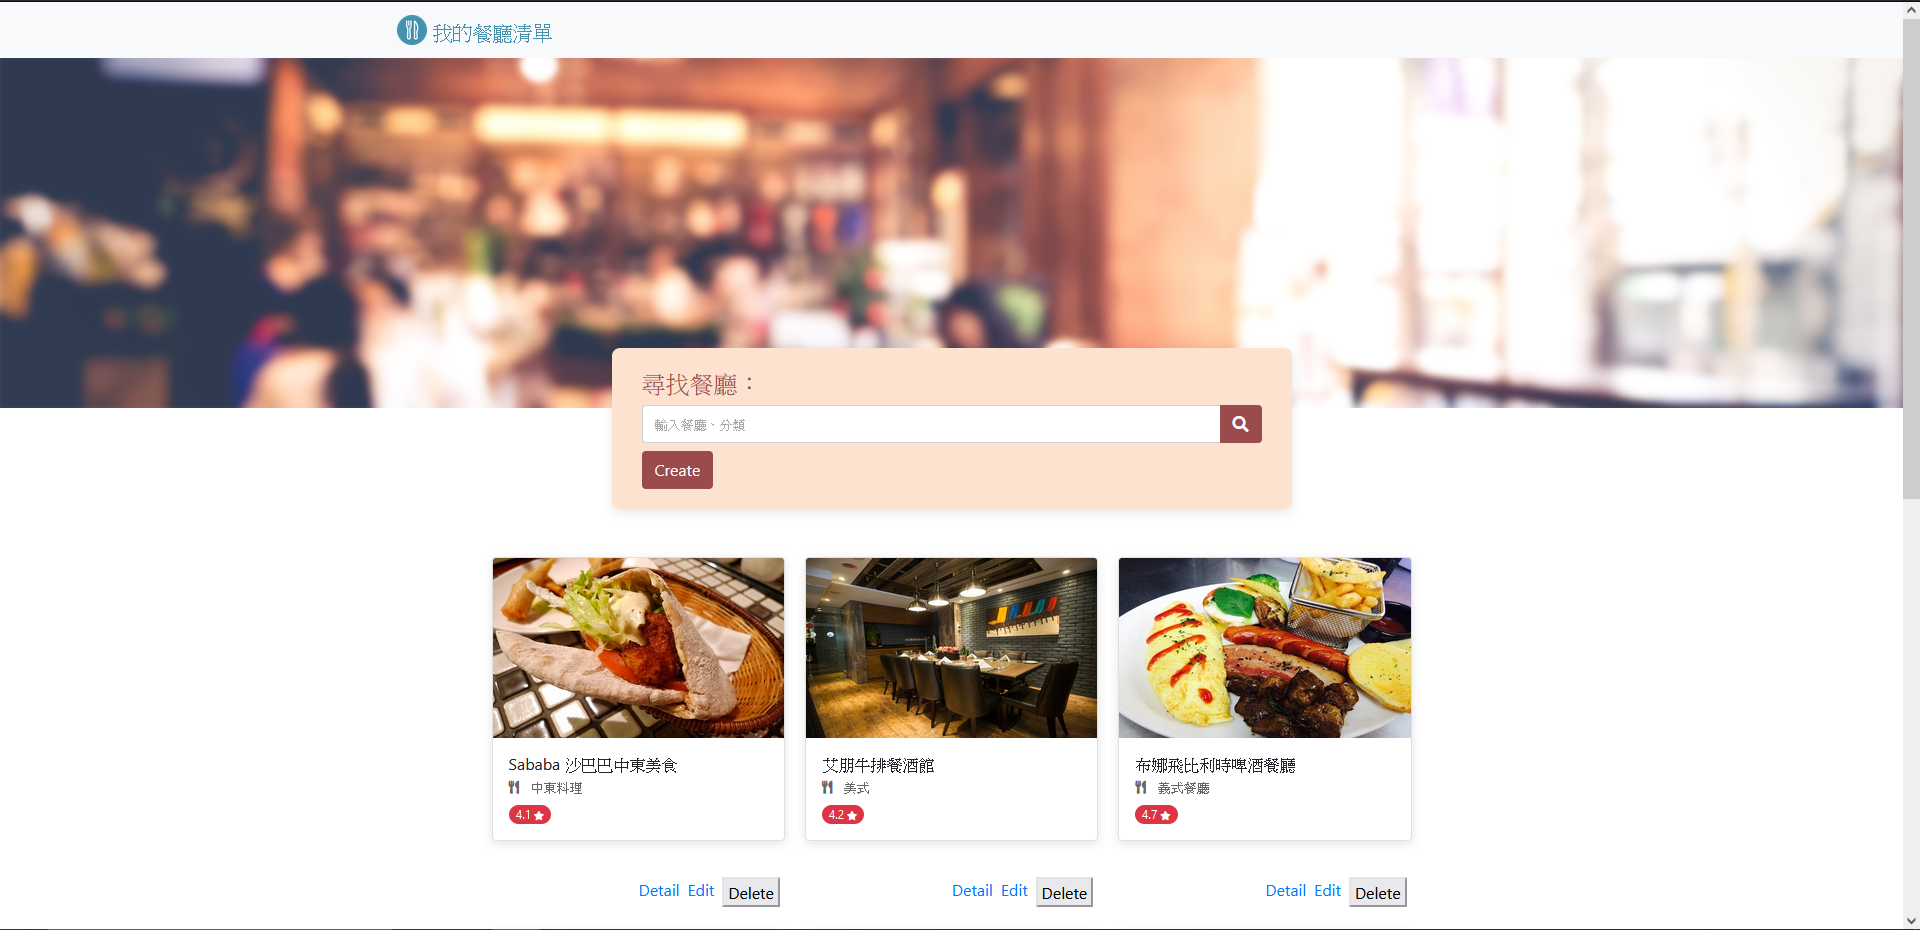 我的餐廳清單
尋找餐廳：
輸入餐廳、分類
Create
Sababa 沙巴巴中東美食
中東料理
4.1
艾朋牛排餐酒館
美式
4.2
布娜飛比利時啤酒餐廳
義式餐廳
4.7
Detail Edit Delete
Detail Edit Delete
Detail Edit Delete